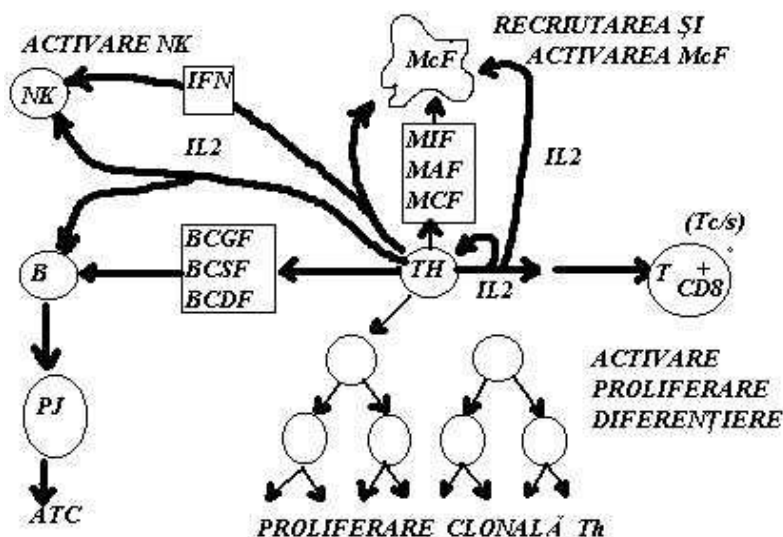 ACTIVARE NK
RECRIUTAREA ȘI
ACTIVAREA McF
McF
NK
IFN
IL2
MIF
MAF
MCF
IL2
(Tc/s)
B
BCGF
BCSF
BCDF
TH
IL2
T + CD8
PJ
ACTIVARE
PROLIFERARE
DIFERENȚIERE
ATC
PROLIFERARE CLONALĂ Th